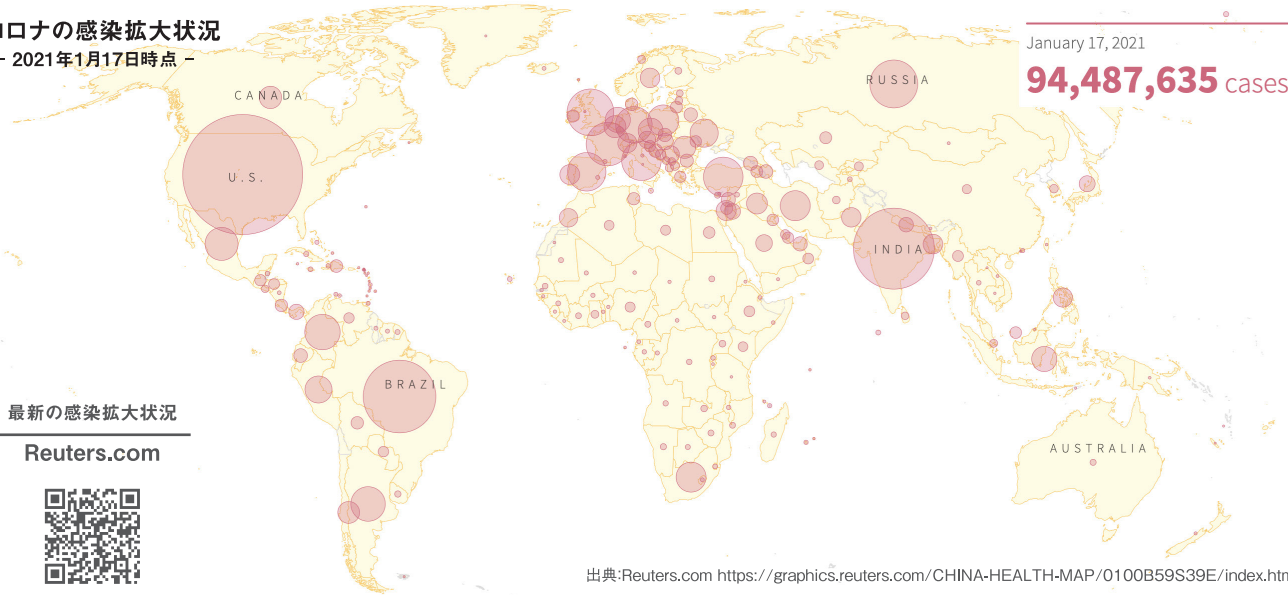 ロナの感染拡大状況
- 2021年1月17日時点 -
January 17, 2021
94,487,635 cases
RUSSIA
CANADA
U.S.
INDIA
BRAZIL
最新の感染拡大状況
Reuters.com
AUSTRALIA
出典:Reuters.com https://graphics.reuters.com/CHINA-HEALTH-MAP/0100B59S39E/index.htm